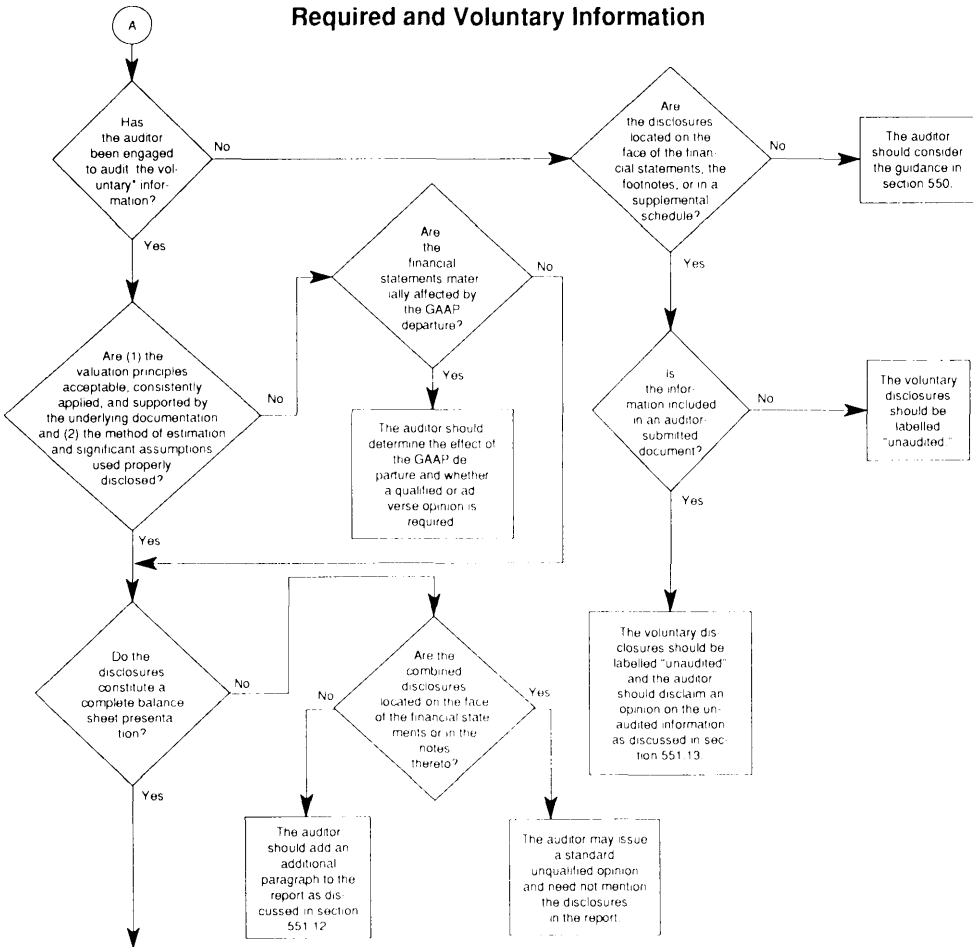 Required and Voluntary Information
A
Has
the auditor
been engaged
to audit the vol-
untary* infor-
mation?
No
Yes
Are
the disclosures
located on the
face of the finan-
cial statements, the
footnotes, or in a
supplemental
schedule?
No
Yes
The auditor
should consider
the guidance in
section 550.
Are
the
financial
statements mater
ially affected by
the GAAP
departure?
No
Yes
Are (1) the
valuation principles
acceptable, consistently
applied, and supported by
the underlying documentation
and (2) the method of estimation
and significant assumptions
used properly
disclosed?
No
Yes
The auditor should
determine the effect of
the GAAP de
parture and whether
a qualified or ad
verse opinion is
required
Is
the infor-
mation included
in an auditor-
submitted
document?
No
Yes
The voluntary
disclosures
should be
labelled
"unaudited."
Do the
disclosures
constitute a
complete balance
sheet presenta
tion?
No
Yes
Are the
combined
disclosures
located on the face
of the financial state
ments or in the
notes
thereto?
No
Yes
The voluntary dis-
closures should be
labelled "unaudited"
and the auditor
should disclaim an
opinion on the un-
audited information
as discussed in sec-
tion 551.13.
The auditor
should add an
additional
paragraph to the
report as dis-
cussed in section
551 12
The auditor may issue
a standard
unqualified opinion
and need not mention
the disclosures
in the report.